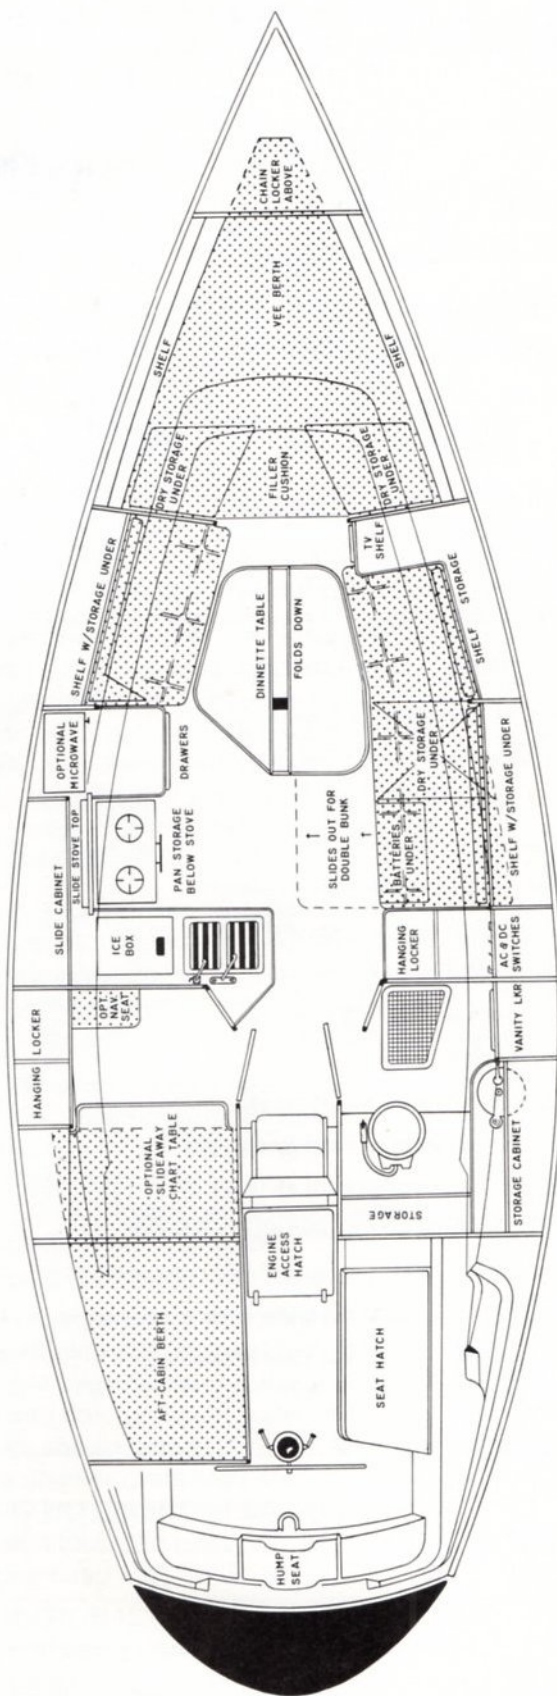 CHAIN
LOCKER
ABOVE
VEE BERTH
SHELF
SHELF
DRY STORAGE
UNDER
FILLER
CUSHION
DRY STORAGE
UNDER
SHELF W/STORAGE UNDER
DINNETTE TABLE
FOLDS DOWN
TV
SHELF
SHELF STORAGE
OPTIONAL
MICROWAVE
DRAWERS
DRY STORAGE
UNDER
SHELF W/STORAGE UNDER
SLIDE CABINET
SLIDE STOVE TOP
PAN STORAGE
BELOW STOVE
SLIDES OUT FOR
DOUBLE BUNK
BATTERIES
UNDER
ICE
BOX
HANGING
LOCKER
AC & DC
SWITCHES
HANGING LOCKER
OPT.
NAV.
SEAT
VANITY LKR
OPTIONAL
SLIDEAWAY
CHART TABLE
STORAGE
STORAGE CABINET
ENGINE
ACCESS
HATCH
AFT-CABIN BERTH
SEAT HATCH
HUMP
SEAT